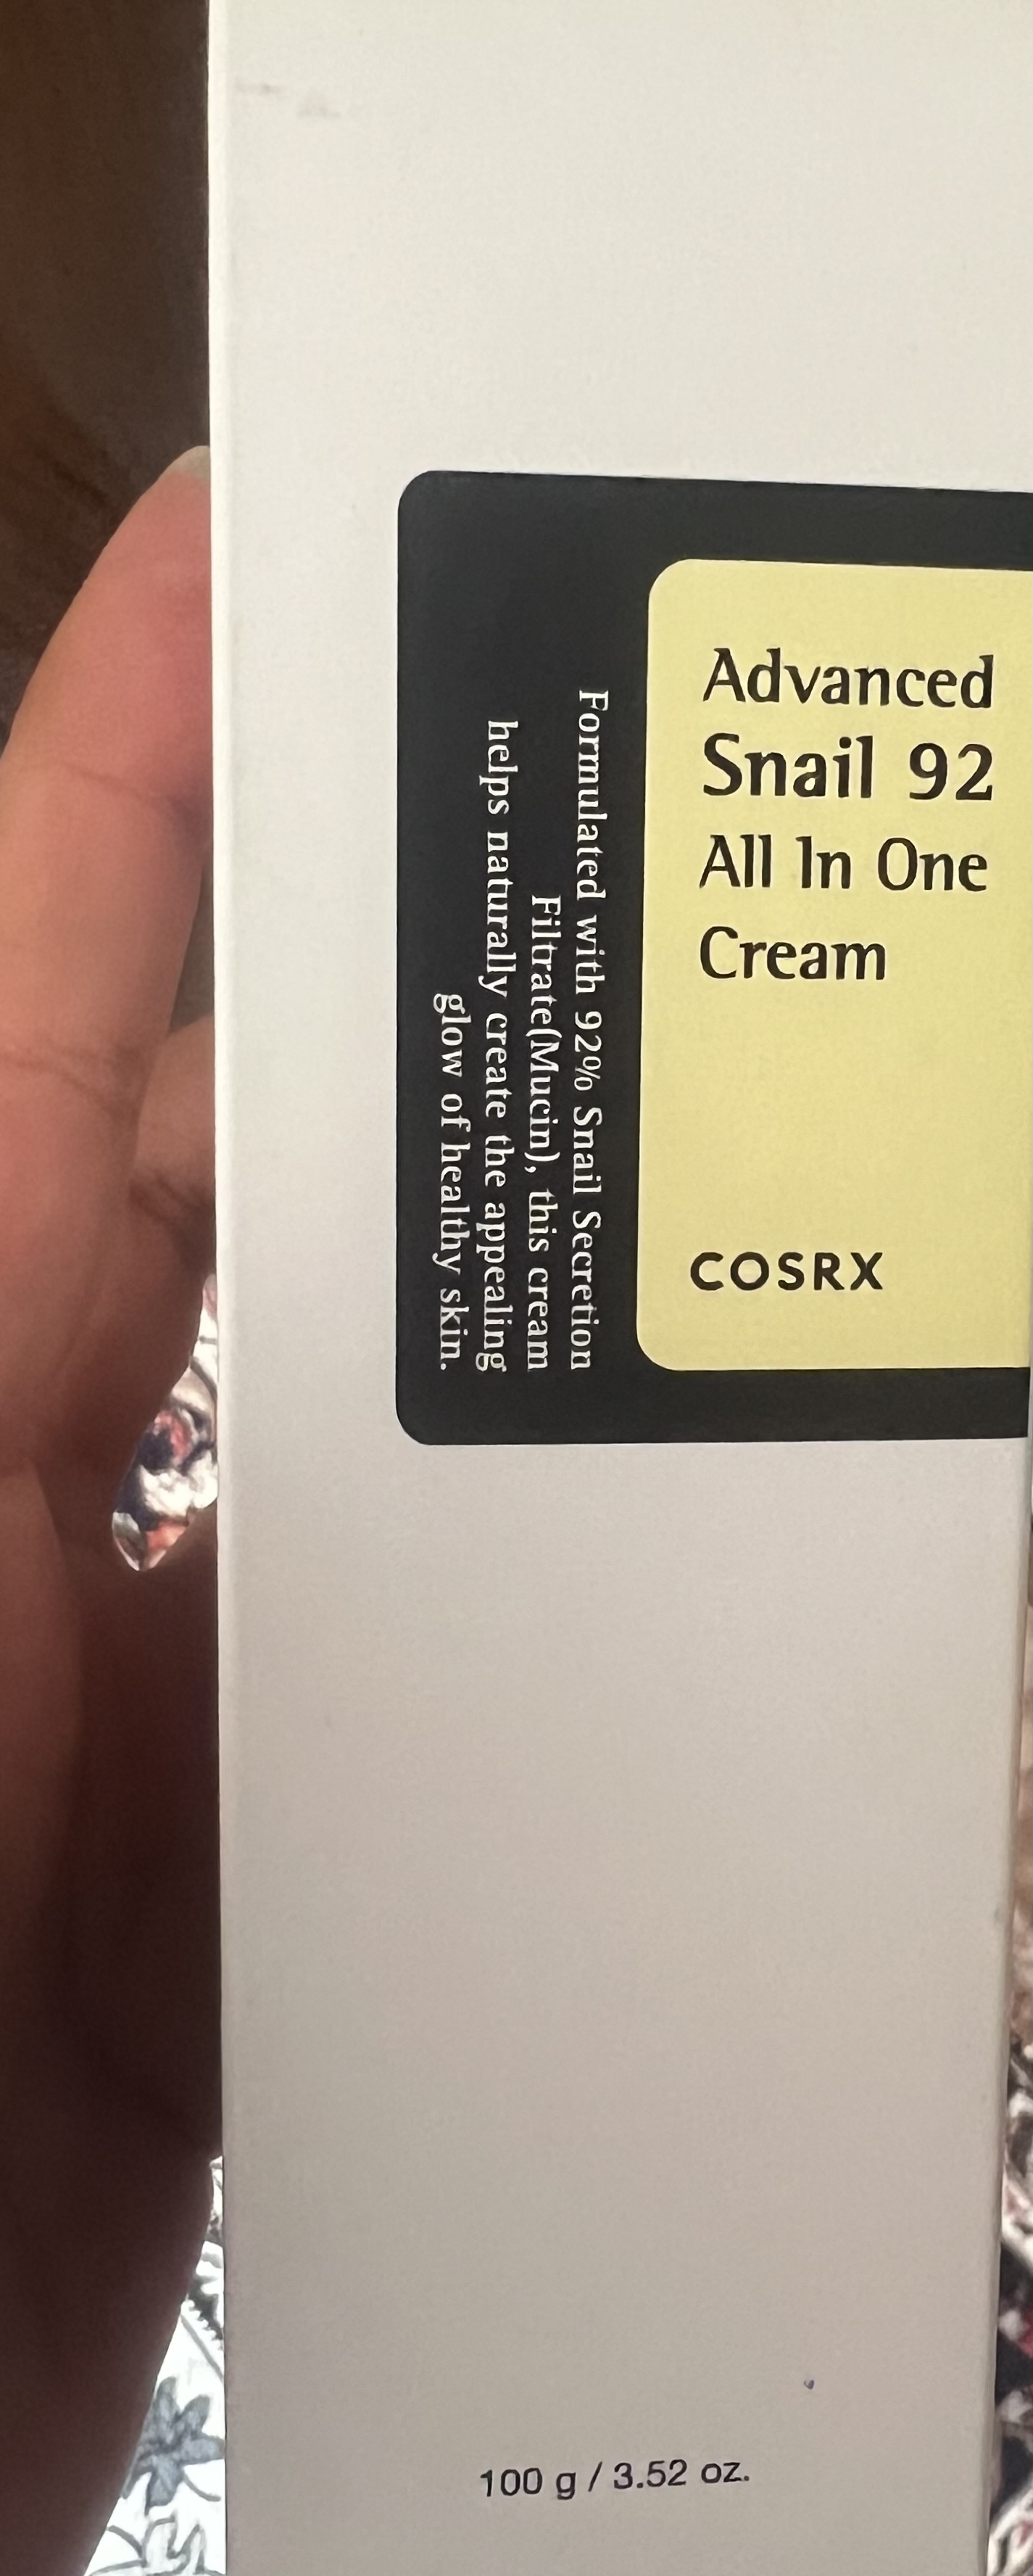 Advanced
Snail 92
All In One
Cream
COSRX
Formulated with 92% Snail Secretion
Filtrate(Mucin), this cream
helps naturally create the appealing
glow of healthy skin.
100 g / 3.52 oz.